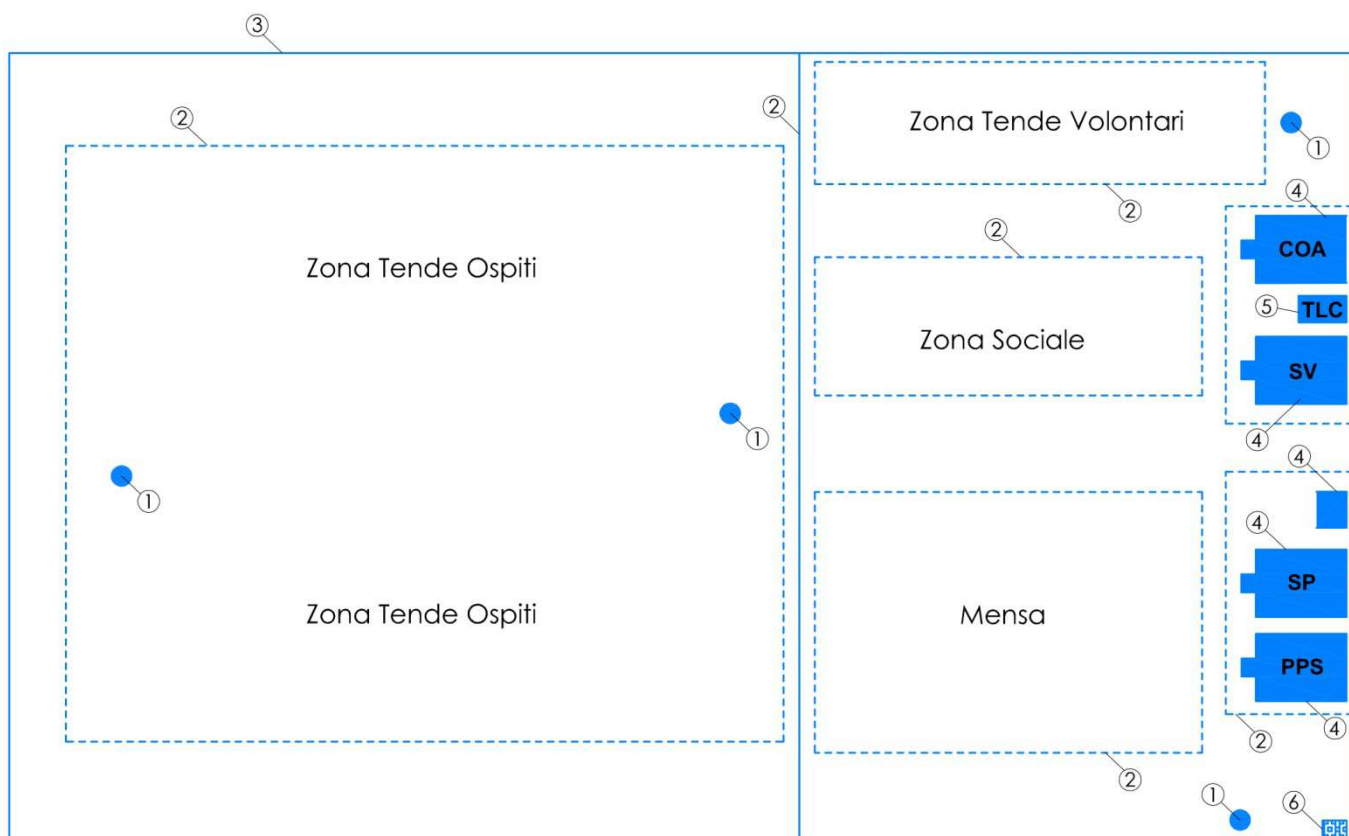 3
2
2
Zona Tende Volontari
1
4
2
2
COA
Zona Tende Ospiti
5
TLC
Zona Sociale
SV
1
4
4
1
4
SP
Zona Tende Ospiti
Mensa
PPS
4
2
2
1
6